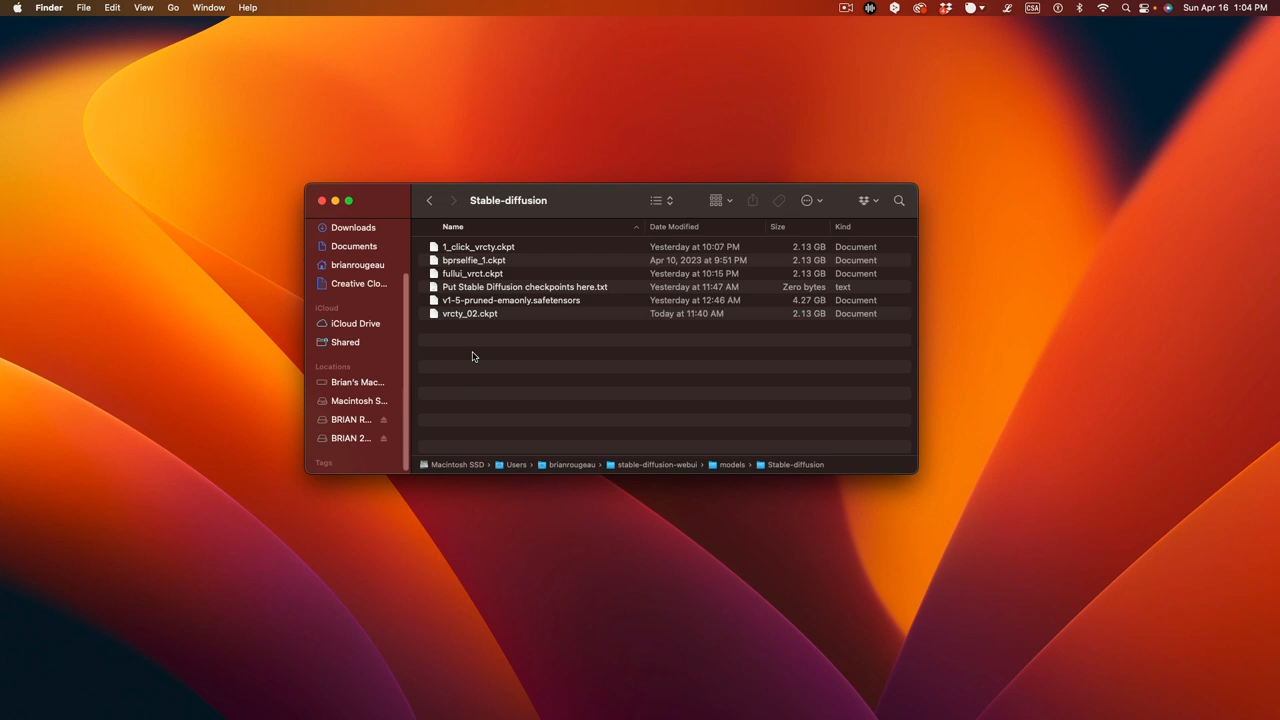 Finder File Edit View Go Window Help CSA Sun Apr 16 1:04 PM
Stable-diffusion
Name Date Modified Size Kind
Downloads
Documents
brianrougeau
Creative Clo...
iCloud
iCloud Drive
Shared
Locations
Brian's Mac...
Macintosh S...
BRIAN R...
BRIAN 2...
Tags
1_click_vrcty.ckpt Yesterday at 10:07 PM 2.13 GB Document
bprselfie_1.ckpt Apr 10, 2023 at 9:51 PM 2.13 GB Document
fullui_vrct.ckpt Yesterday at 10:15 PM 2.13 GB Document
Put Stable Diffusion checkpoints here.txt Yesterday at 11:47 AM Zero bytes text
v1-5-pruned-emaonly.safetensors Yesterday at 12:46 AM 4.27 GB Document
vrcty_02.ckpt Today at 11:40 AM 2.13 GB Document
Macintosh SSD › Users › brianrougeau › stable-diffusion-webui › models › Stable-diffusion